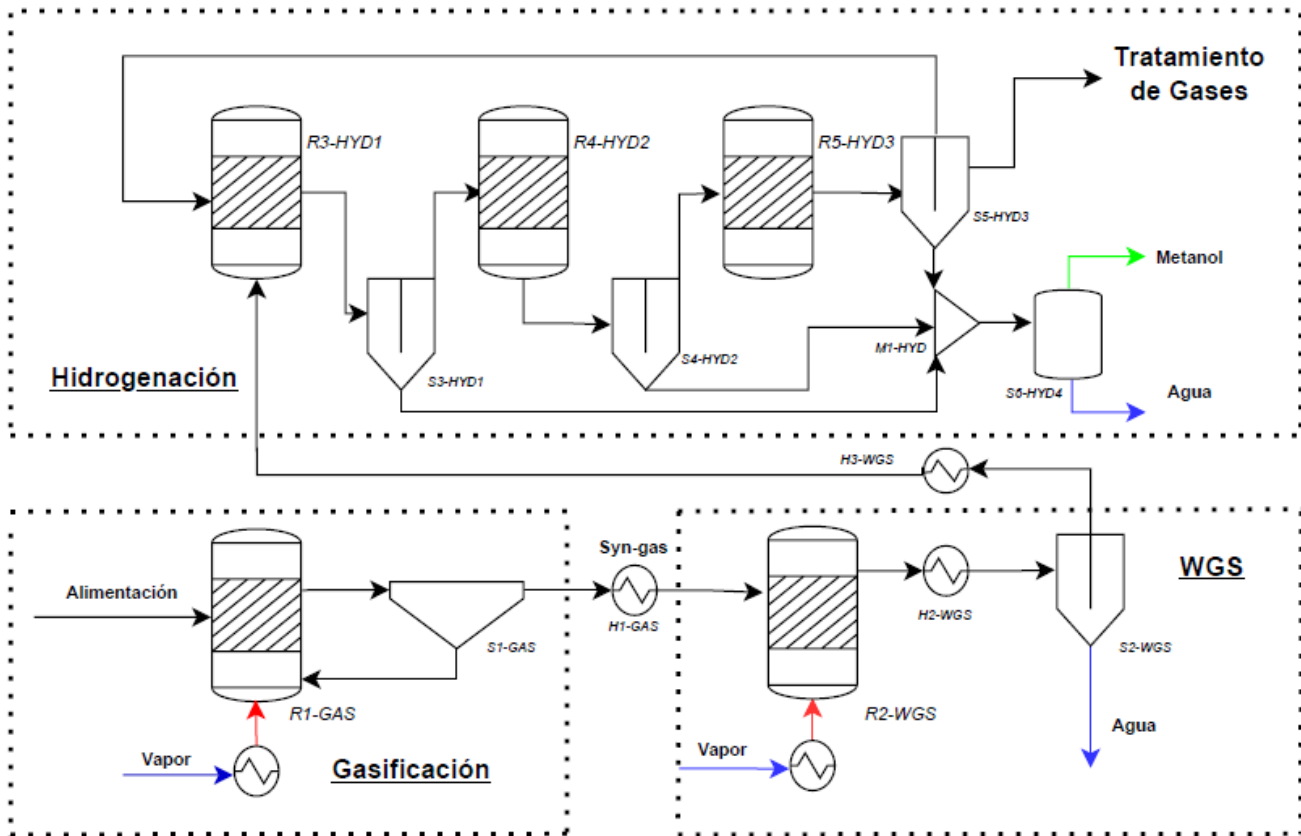 Tratamiento
de Gases
R3-HYD1
R4-HYD2
R5-HYD3
S5-HYD3
Metanol
M1-HYD
S4-HYD2
S3-HYD1
S6-HYD4
Hidrogenación
Agua
H3-WGS
Syn-gas
WGS
Alimentación
H1-GAS
H2-WGS
S1-GAS
S2-WGS
R1-GAS
R2-WGS
Agua
Vapor
Gasificación
Vapor